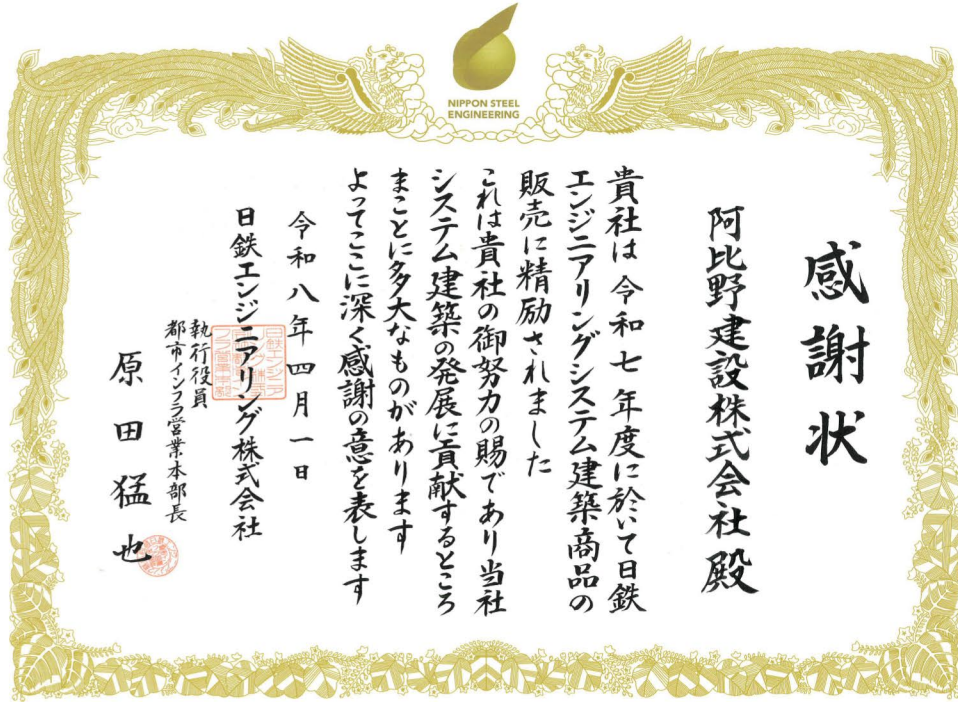 NIPPON STEEL
ENGINEERING
感謝状
阿比野建設株式会社殿
貴社は令和七年度に於いて日鉄
エンジニアリングシステム建築商品の
販売に精励されました
これは貴社の御努力の賜であり当社
システム建築の発展に貢献するところ
まことに多大なものがあります
よってここに深く感謝の意を表します
令和八年四月一日
日鉄エンジニアリング株式会社
執行役員
都市インフラ営業本部長
原田猛也